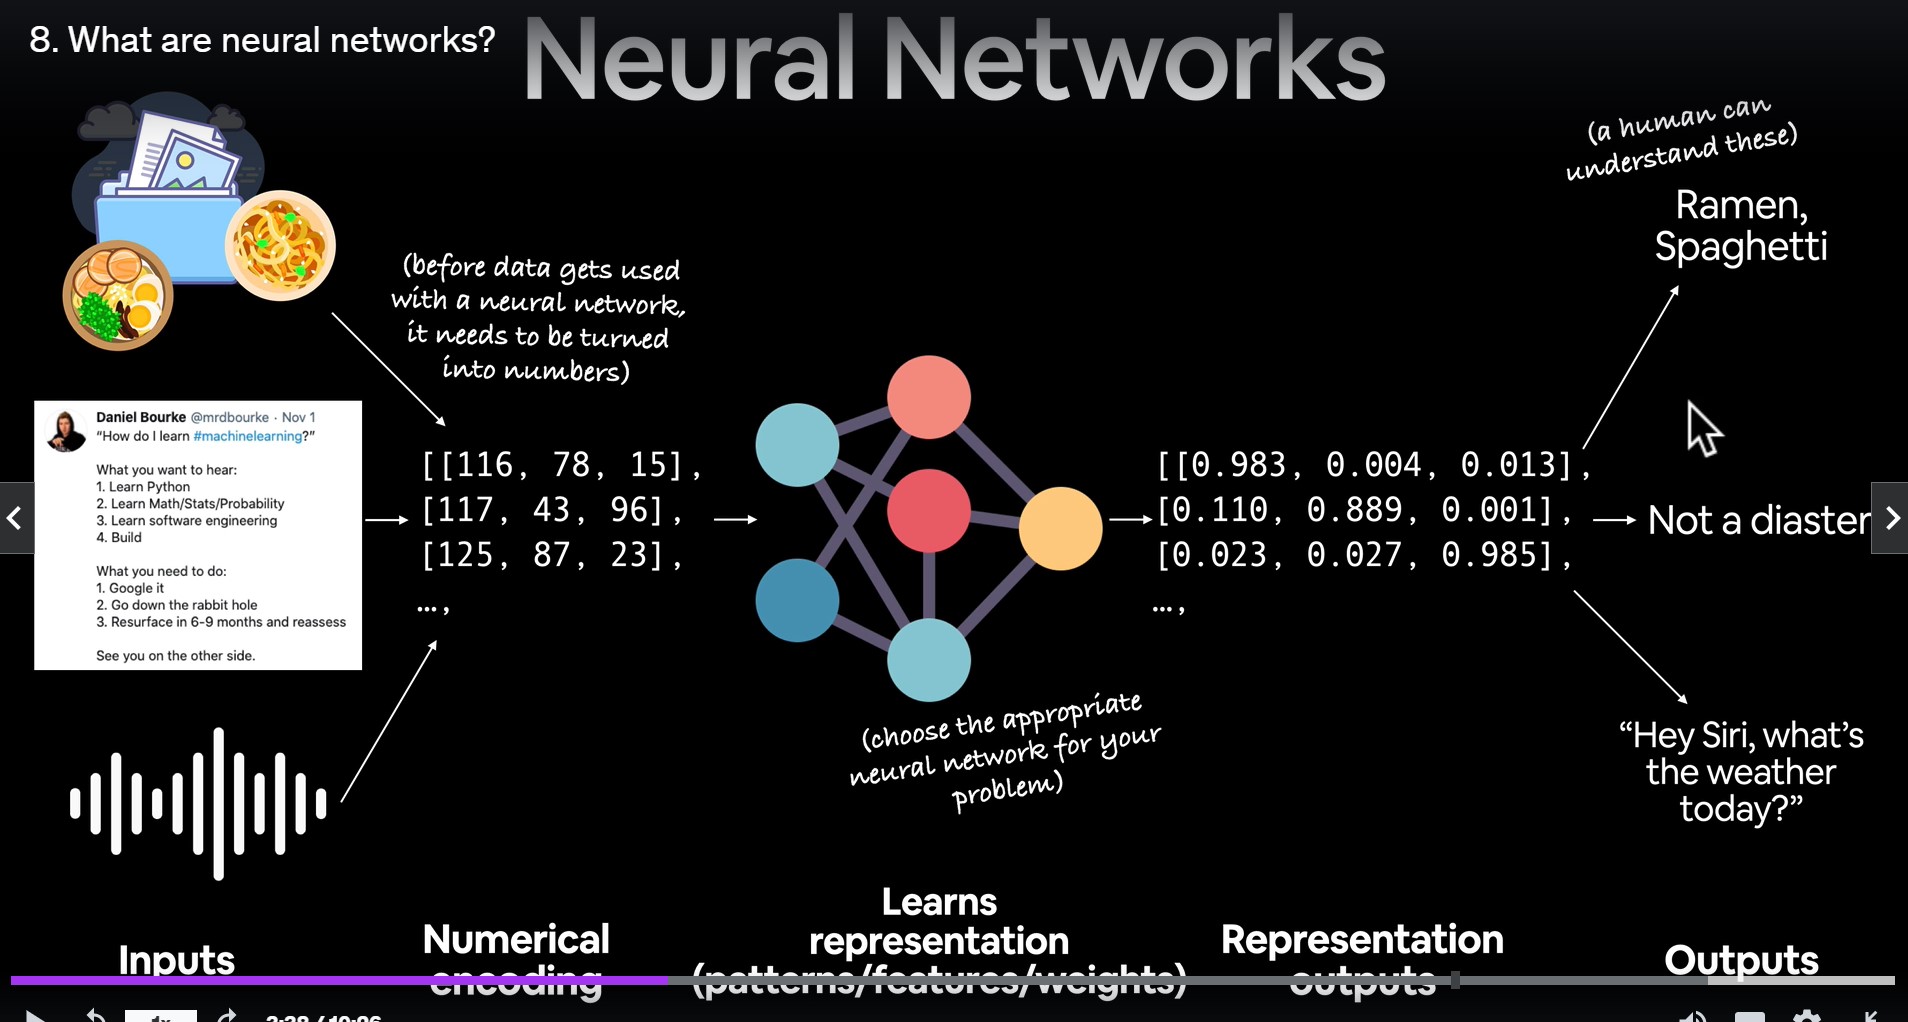 8. What are neural networks?
Neural Networks
(a human can
understand these)
Ramen,
Spaghetti
(before data gets used
with a neural network,
it needs to be turned
into numbers)
Daniel Bourke @mrdbourke · Nov 1
“How do I learn #machinelearning?”
What you want to hear:
1. Learn Python
2. Learn Math/Stats/Probability
3. Learn software engineering
4. Build
What you need to do:
1. Google it
2. Go down the rabbit hole
3. Resurface in 6-9 months and reassess
See you on the other side.
[[116, 78, 15],
[117, 43, 96],
[125, 87, 23],
…,
[[0.983, 0.004, 0.013],
[0.110, 0.889, 0.001],
[0.023, 0.027, 0.985],
…,
Not a diaster
(choose the appropriate
neural network for your
problem)
“Hey Siri, what’s
the weather
today?”
Inputs
Numerical
encoding
Learns
representation
(patterns/features/weights)
Representation
outputs
Outputs
1x